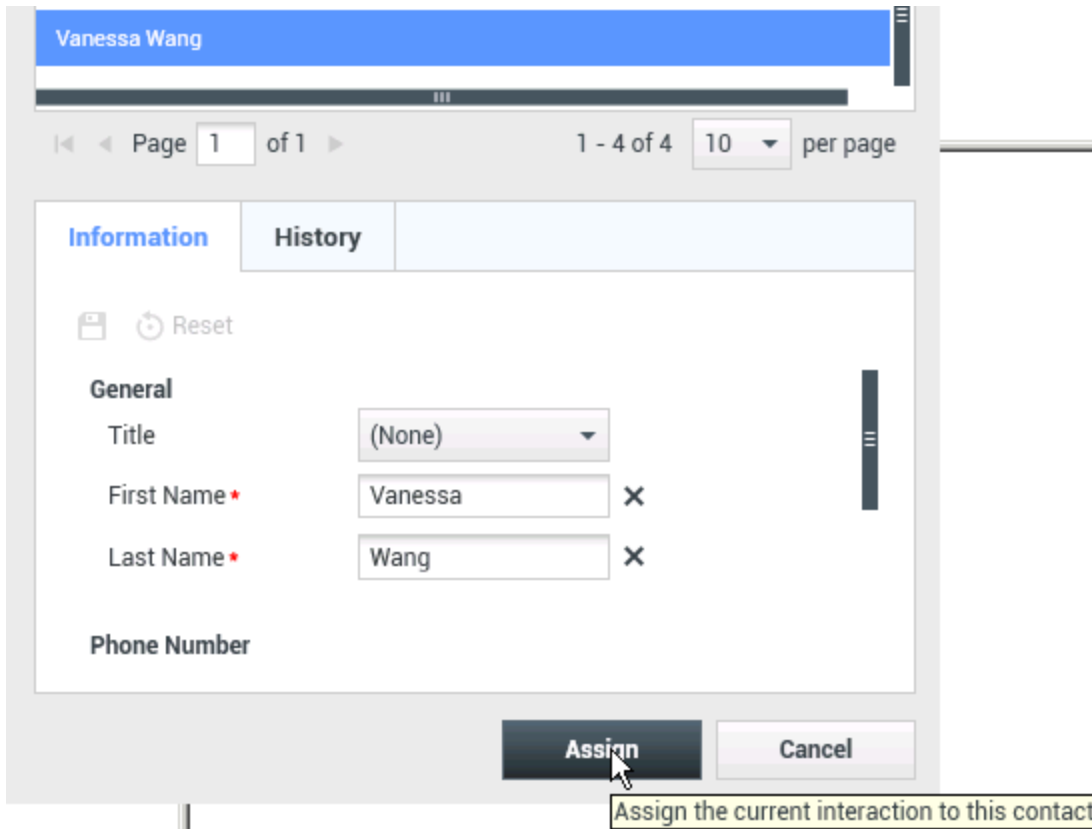 Vanessa Wang
Page 1 of 1 1 - 4 of 4 10 per page
Information History
Reset
General
Title (None)
First Name* Vanessa
Last Name* Wang
Phone Number
Assign Cancel
Assign the current interaction to this contact